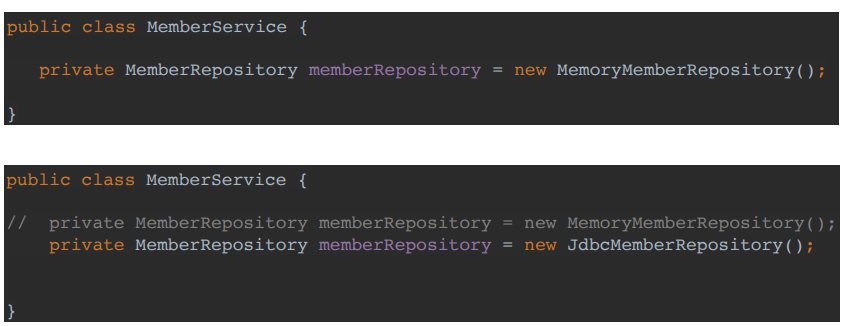 public class MemberService {
private MemberRepository memberRepository = new MemoryMemberRepository();
}
public class MemberService {
// private MemberRepository memberRepository = new MemoryMemberRepository();
private MemberRepository memberRepository = new JdbcMemberRepository();
}